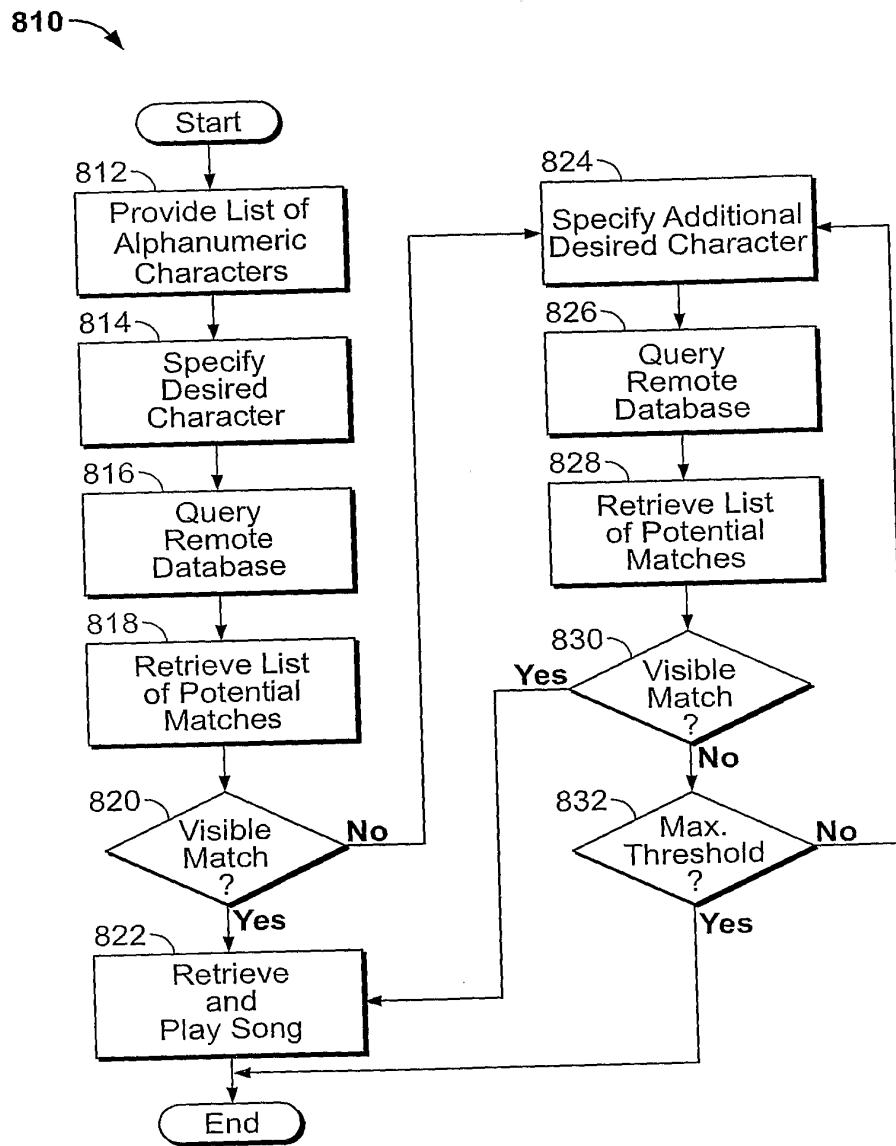 810
Start
812
Provide List of
Alphanumeric
Characters
814
Specify
Desired
Character
816
Query
Remote
Database
818
Retrieve List
of Potential
Matches
820
Visible
Match
?
No
Yes
822
Retrieve
and
Play Song
End
824
Specify Additional
Desired Character
826
Query
Remote
Database
828
Retrieve List
of Potential
Matches
830
Yes
Visible
Match
?
No
832
Max.
Threshold
?
No
Yes